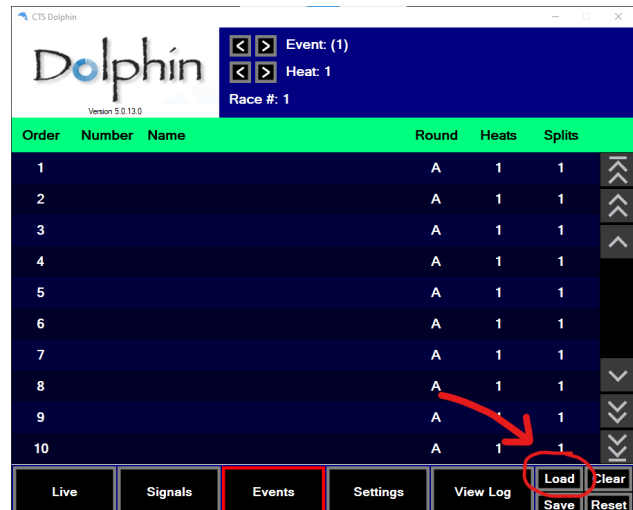 CTS Dolphin
Dolphin
Version 5.0.13.0
< > Event: (1)
< > Heat: 1
Race #: 1
Order Number Name Round Heats Splits
1 A 1 1
2 A 1 1
3 A 1 1
4 A 1 1
5 A 1 1
6 A 1 1
7 A 1 1
8 A 1 1
9 A 1 1
10 A 1 1
Live Signals Events Settings View Log Load Clear
Save Reset